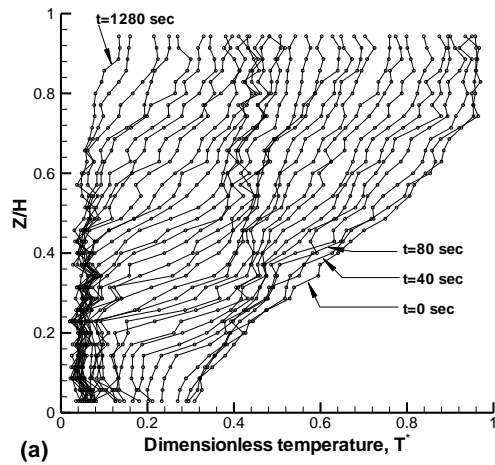 t=1280 sec
1
0.8
0.6
0.4
0.2
0
Z/H
t=80 sec
t=40 sec
t=0 sec
0 0.2 0.4 0.6 0.8 1
Dimensionless temperature, T*
(a)